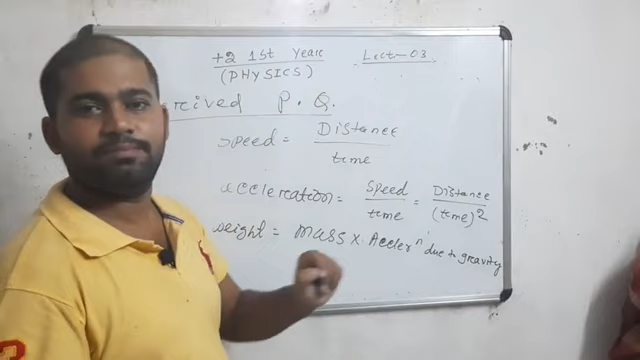 +2 1st Year Lect-03
(PHYSICS)
rived P.Q.
Speed = Distance
time
Acceleration = Speed = Distance
time (time)²
weight = Mass X Acclerⁿ due to gravity